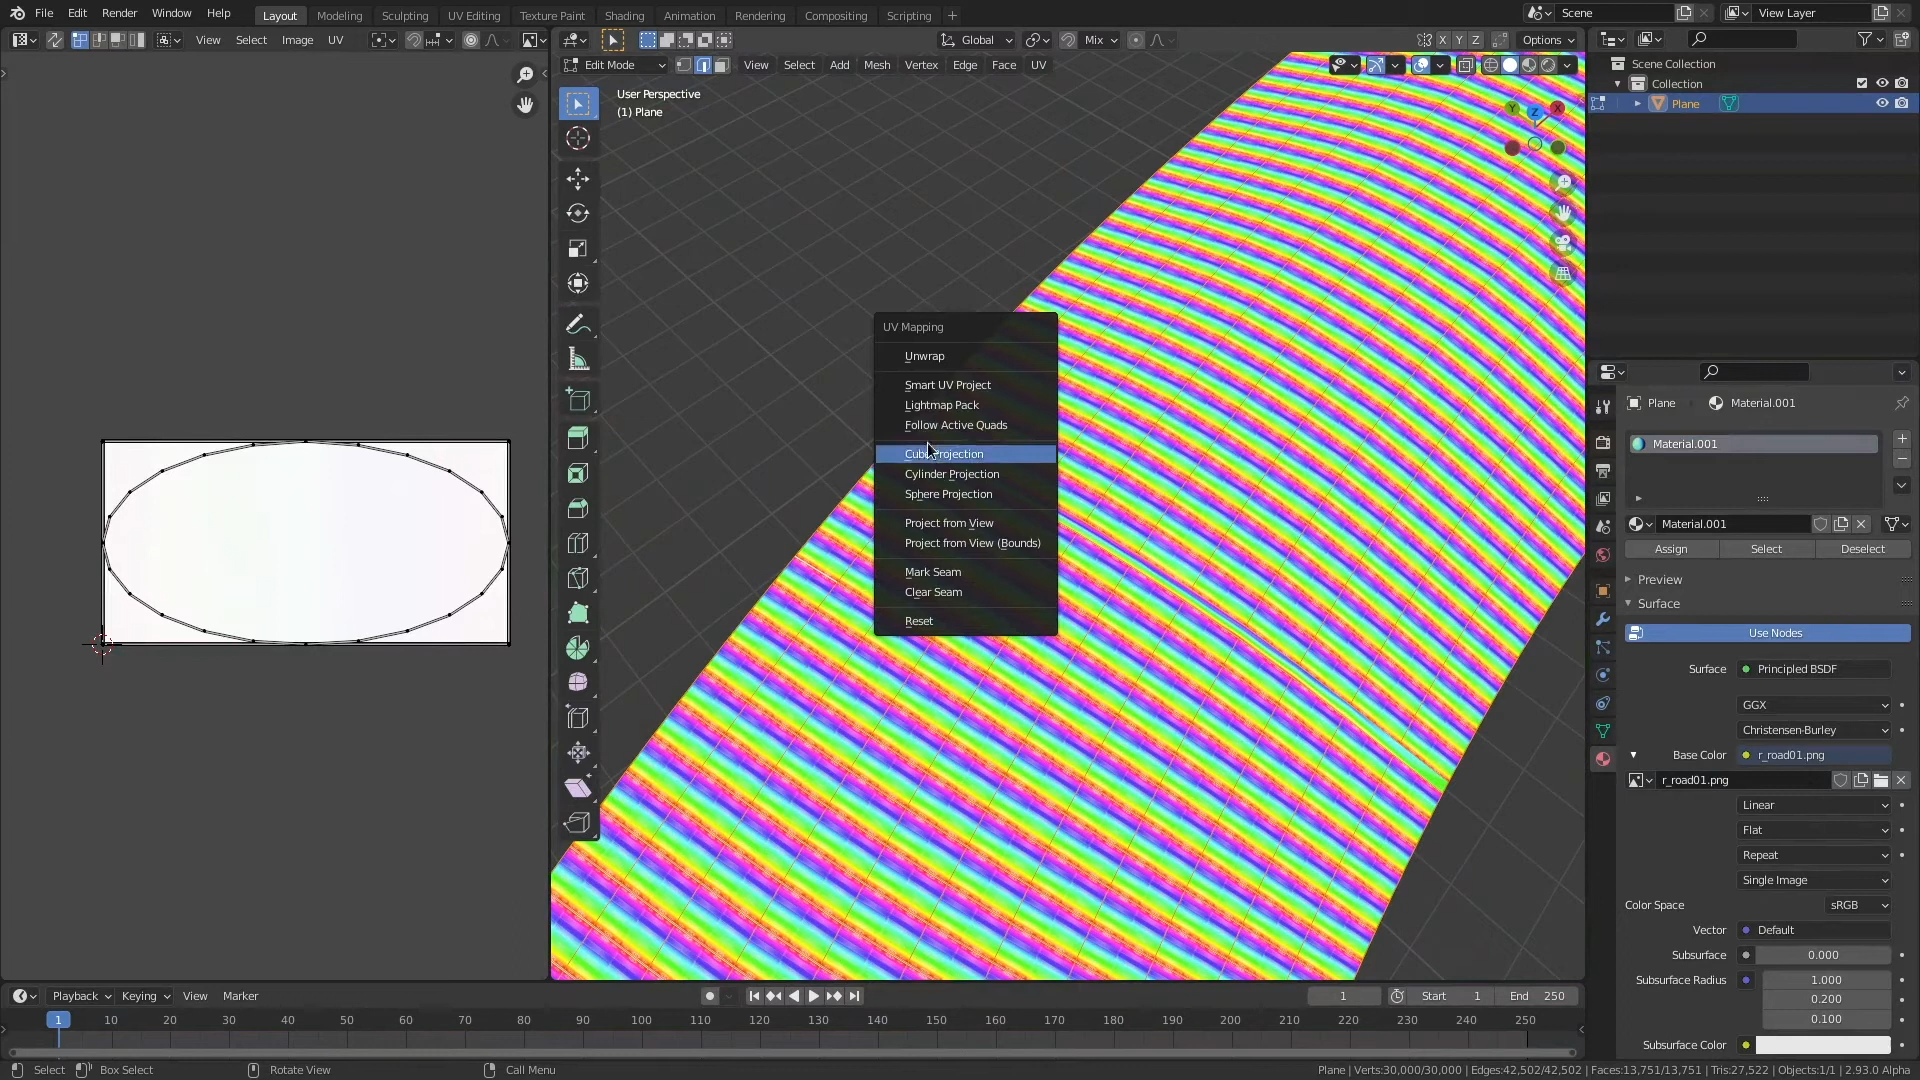 File Edit Render Window Help Layout Modeling Sculpting UV Editing Texture Paint Shading Animation Rendering Compositing Scripting + Scene View Layer
View Select Image UV Global Mix X Y Z Options
Edit Mode View Select Add Mesh Vertex Edge Face UV
User Perspective
(1) Plane
Y Z X
Scene Collection
Collection
Plane
UV Mapping
Unwrap
Smart UV Project
Lightmap Pack
Follow Active Quads
Cube Projection
Cylinder Projection
Sphere Projection
Project from View
Project from View (Bounds)
Mark Seam
Clear Seam
Reset
Plane Material.001
Material.001
Material.001
Assign Select Deselect
Preview
Surface
Use Nodes
Surface Principled BSDF
GGX
Christensen-Burley
Base Color r_road01.png
r_road01.png
Linear
Flat
Repeat
Single Image
Color Space sRGB
Vector Default
Subsurface 0.000
Subsurface Radius 1.000
0.200
0.100
Subsurface Color
Playback Keying View Marker 1 Start 1 End 250
1 10 20 30 40 50 60 70 80 90 100 110 120 130 140 150 160 170 180 190 200 210 220 230 240 250
Select Box Select Rotate View Call Menu Plane | Verts:30,000/30,000 | Edges:42,502/42,502 | Faces:13,751/13,751 | Tris:27,522 | Objects:1/1 | 2.93.0 Alpha